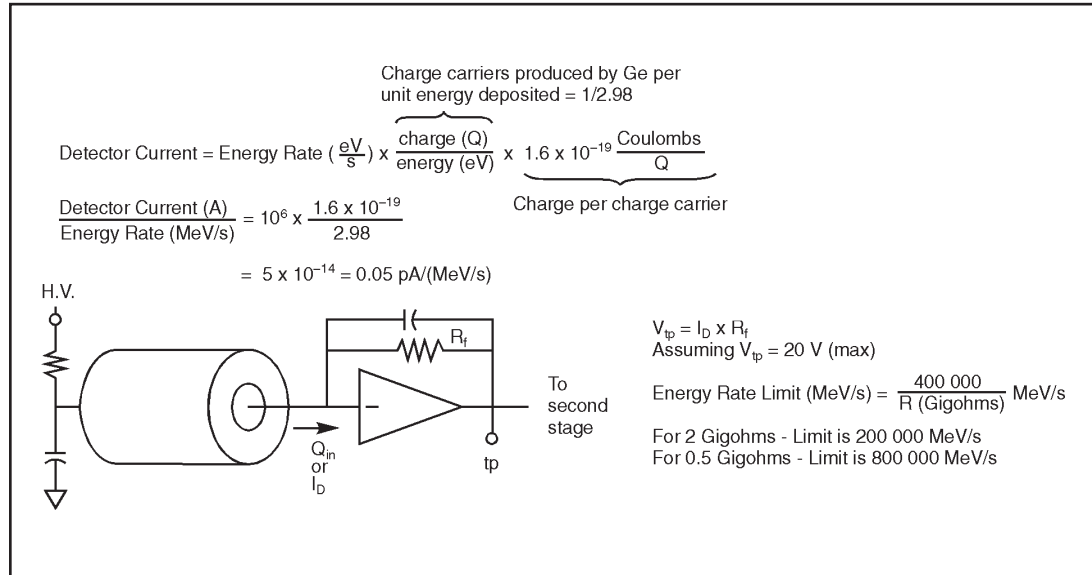 Charge carriers produced by Ge per
unit energy deposited = 1/2.98
Detector Current = Energy Rate (eV/s) x charge (Q)/energy (eV) x 1.6 x 10⁻¹⁹ Coulombs/Q
Charge per charge carrier
Detector Current (A)/Energy Rate (MeV/s) = 10⁶ x 1.6 x 10⁻¹⁹/2.98
= 5 x 10⁻¹⁴ = 0.05 pA/(MeV/s)
H.V.
R_f
–
Q_in
or
I_D
tp
To
second
stage
V_tp = I_D x R_f
Assuming V_tp = 20 V (max)
Energy Rate Limit (MeV/s) = 400 000/R (Gigohms) MeV/s
For 2 Gigohms - Limit is 200 000 MeV/s
For 0.5 Gigohms - Limit is 800 000 MeV/s